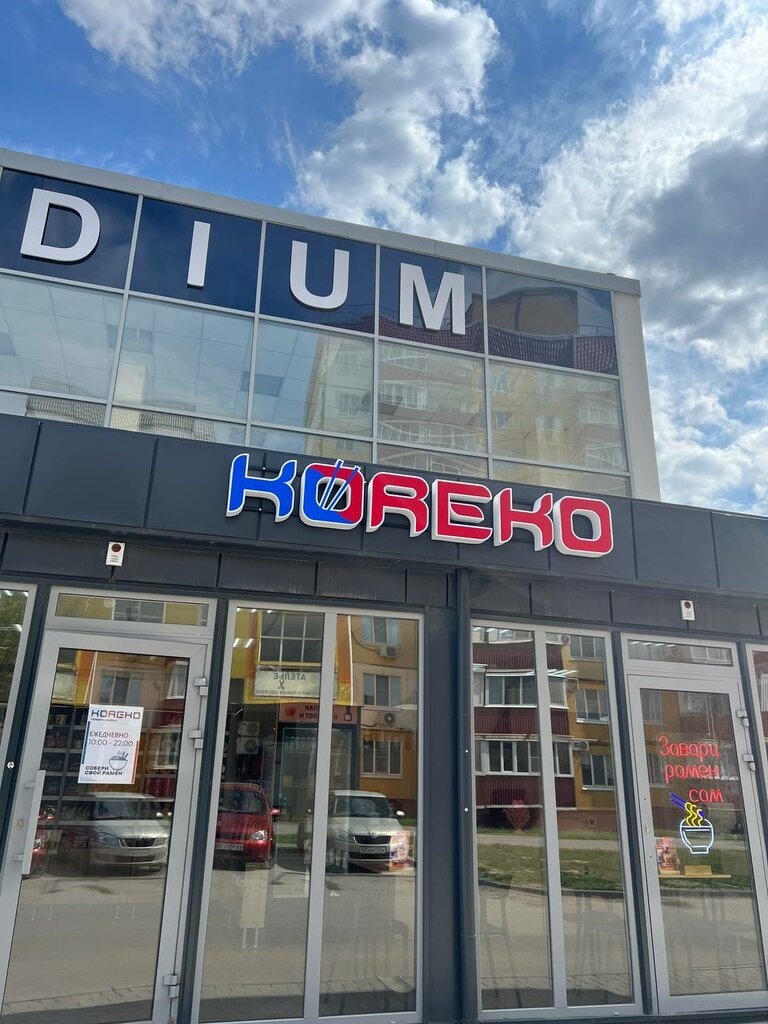 DIUM
KOREKO
KOREKO
ЕЖЕДНЕВНО
10:00 - 22:00
СОБЕРИ
СВОЙ РАМЕН
АТЕЛЬЕ
Завари
рамен
сам